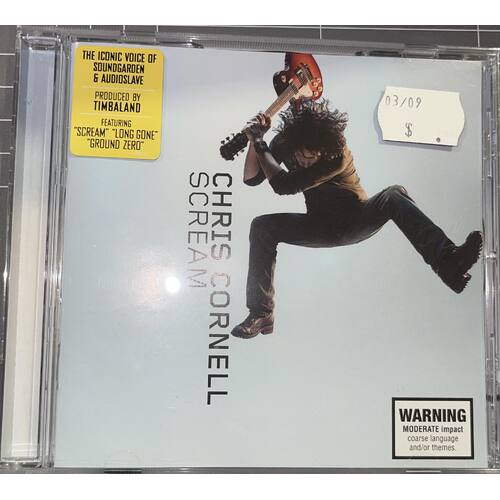 THE ICONIC VOICE OF
SOUNDGARDEN
& AUDIOSLAVE
PRODUCED BY
TIMBALAND
FEATURING
"SCREAM" "LONG GONE"
"GROUND ZERO"
03/09
$
CHRIS CORNELL
SCREAM
WARNING
MODERATE impact
coarse language
and/or themes.